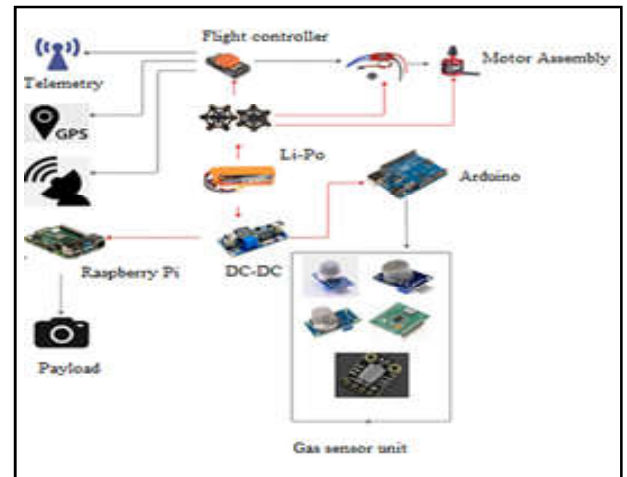 Flight controller
Motor Assembly
Telemetry
GPS
Li-Po
Arduino
Raspberry Pi
DC-DC
Payload
Gas sensor unit